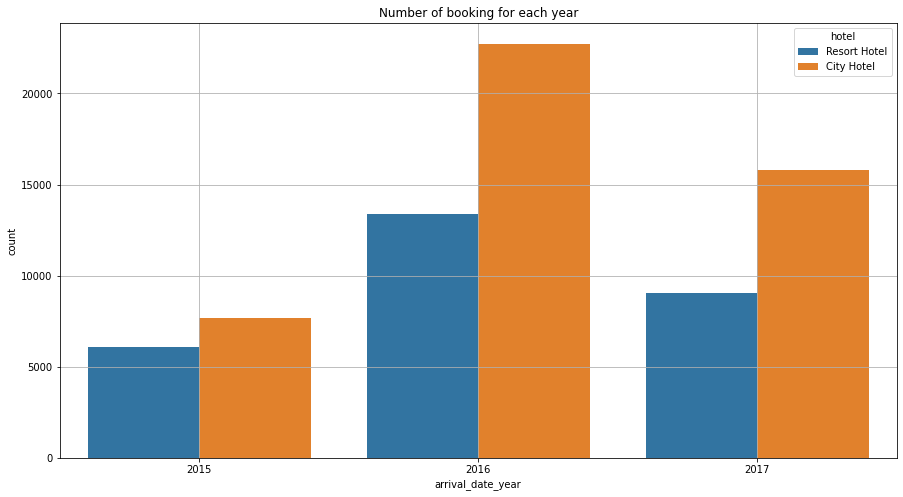 Number of booking for each year
hotel
Resort Hotel
City Hotel
20000
15000
10000
5000
0
count
2015 2016 2017
arrival_date_year